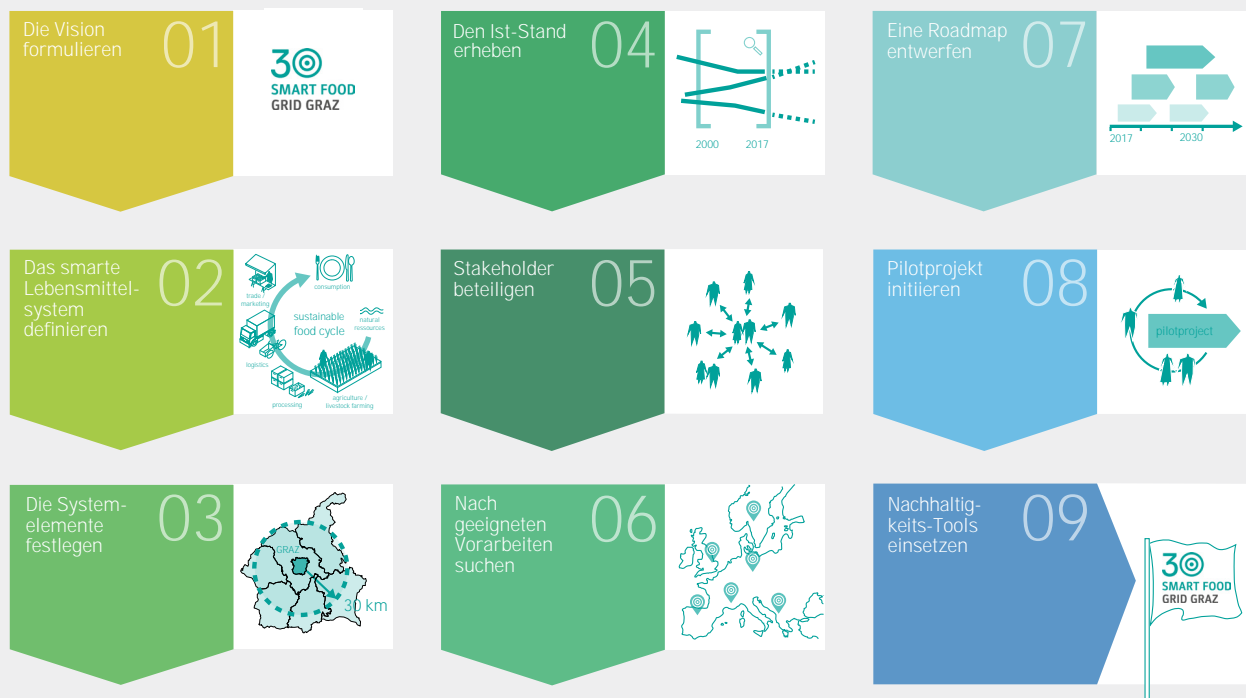 Die Vision
formulieren
01
30
SMART FOOD
GRID GRAZ
Das smarte
Lebensmittel-
system
definieren
02
trade /
marketing
consumption
sustainable
food cycle
natural
ressources
logistics
processing
agriculture /
livestock farming
Die System-
elemente
festlegen
03
GRAZ
30 km
Den Ist-Stand
erheben
04
2000
2017
Stakeholder
beteiligen
05
Nach
geeigneten
Vorarbeiten
suchen
06
Eine Roadmap
entwerfen
07
2017
2030
Pilotprojekt
initiieren
08
pilotproject
Nachhaltig-
keits-Tools
einsetzen
09
30
SMART FOOD
GRID GRAZ